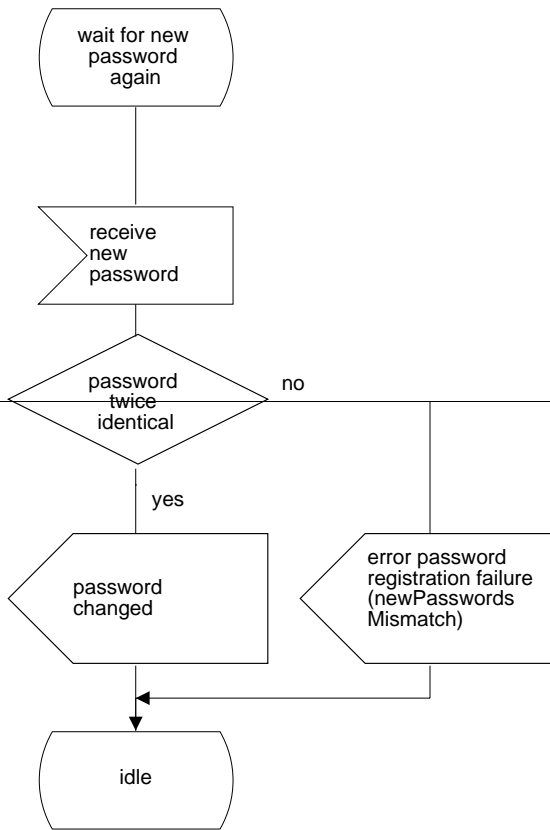 wait for new
password
again
receive
new
password
password
twice
identical
no
yes
password
changed
error password
registration failure
(newPasswords
Mismatch)
idle